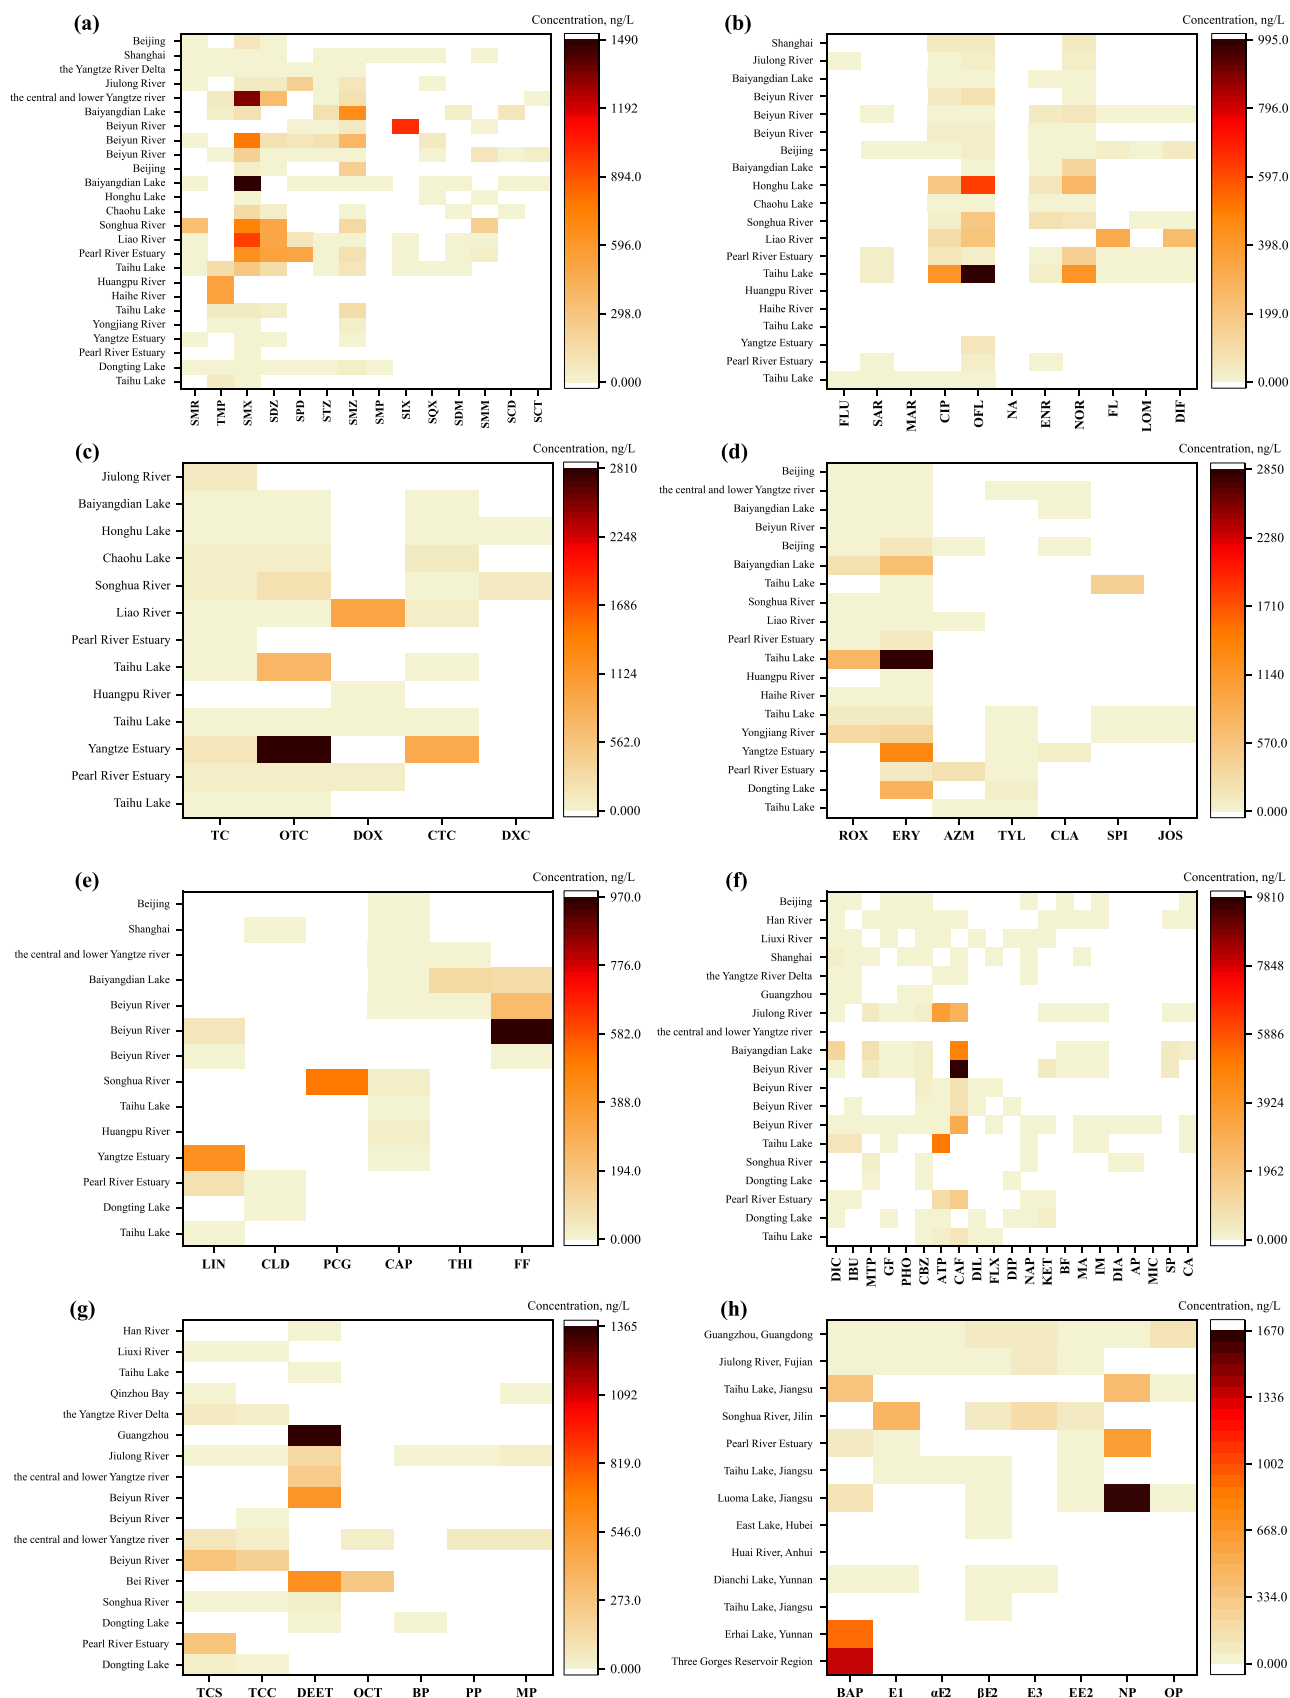 (a)
Concentration, ng/L
Beijing
Shanghai
the Yangtze River Delta
Jiulong River
the central and lower Yangtze river
Baiyangdian Lake
Beiyun River
Beiyun River
Beiyun River
Beijing
Baiyangdian Lake
Honghu Lake
Chaohu Lake
Songhua River
Liao River
Pearl River Estuary
Taihu Lake
Huangpu River
Haihe River
Taihu Lake
Yongjiang River
Yangtze Estuary
Pearl River Estuary
Dongting Lake
Taihu Lake
SMR TMP SMX SDZ SPD STZ SMZ SMP SIX SQX SDM SMM SCD SCT
1490
1192
894.0
596.0
298.0
0.000
(b)
Concentration, ng/L
Shanghai
Jiulong River
Baiyangdian Lake
Beiyun River
Beiyun River
Beiyun River
Beijing
Baiyangdian Lake
Honghu Lake
Chaohu Lake
Songhua River
Liao River
Pearl River Estuary
Taihu Lake
Huangpu River
Haihe River
Taihu Lake
Yangtze Estuary
Pearl River Estuary
Taihu Lake
FLU SAR MAR CIP OFL NA ENR NOR FL LOM DIF
995.0
796.0
597.0
398.0
199.0
0.000
(c)
Concentration, ng/L
Jiulong River
Baiyangdian Lake
Honghu Lake
Chaohu Lake
Songhua River
Liao River
Pearl River Estuary
Taihu Lake
Huangpu River
Taihu Lake
Yangtze Estuary
Pearl River Estuary
Taihu Lake
TC OTC DOX CTC DXC
2810
2248
1686
1124
562.0
0.000
(d)
Concentration, ng/L
Beijing
the central and lower Yangtze river
Baiyangdian Lake
Beiyun River
Beijing
Baiyangdian Lake
Taihu Lake
Songhua River
Liao River
Pearl River Estuary
Taihu Lake
Huangpu River
Haihe River
Taihu Lake
Yongjiang River
Yangtze Estuary
Pearl River Estuary
Dongting Lake
Taihu Lake
ROX ERY AZM TYL CLA SPI JOS
2850
2280
1710
1140
570.0
0.000
(e)
Concentration, ng/L
Beijing
Shanghai
the central and lower Yangtze river
Baiyangdian Lake
Beiyun River
Beiyun River
Beiyun River
Songhua River
Taihu Lake
Huangpu River
Yangtze Estuary
Pearl River Estuary
Dongting Lake
Taihu Lake
LIN CLD PCG CAP THI FF
970.0
776.0
582.0
388.0
194.0
0.000
(f)
Concentration, ng/L
Beijing
Han River
Liuxi River
Shanghai
the Yangtze River Delta
Guangzhou
Jiulong River
the central and lower Yangtze river
Baiyangdian Lake
Beiyun River
Beiyun River
Beiyun River
Beiyun River
Taihu Lake
Songhua River
Dongting Lake
Pearl River Estuary
Dongting Lake
Taihu Lake
DIC IBU MTP GF PHO CBZ ATP CAF DIL FLX DIP NAP KET BF MA IM DIA AP MIC SP CA
9810
7848
5886
3924
1962
0.000
(g)
Concentration, ng/L
Han River
Liuxi River
Taihu Lake
Qinzhou Bay
the Yangtze River Delta
Guangzhou
Jiulong River
the central and lower Yangtze river
Beiyun River
Beiyun River
the central and lower Yangtze river
Beiyun River
Bei River
Songhua River
Dongting Lake
Pearl River Estuary
Dongting Lake
TCS TCC DEET OCT BP PP MP
1365
1092
819.0
546.0
273.0
0.000
(h)
Concentration, ng/L
Guangzhou, Guangdong
Jiulong River, Fujian
Taihu Lake, Jiangsu
Songhua River, Jilin
Pearl River Estuary
Taihu Lake, Jiangsu
Luoma Lake, Jiangsu
East Lake, Hubei
Huai River, Anhui
Dianchi Lake, Yunnan
Taihu Lake, Jiangsu
Erhai Lake, Yunnan
Three Gorges Reservoir Region
BAP E1 αE2 βE2 E3 EE2 NP OP
1670
1336
1002
668.0
334.0
0.000